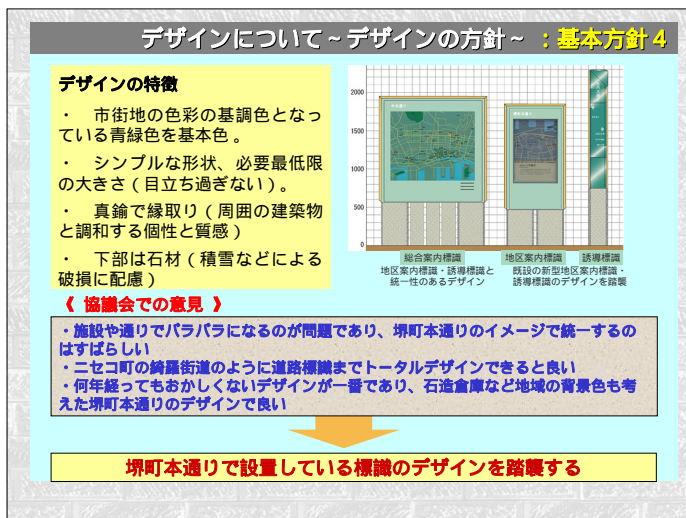 デザインについて～デザインの方針～ ：基本方針４
デザインの特徴
・　市街地の色彩の基調色となっ
ている青緑色を基本色。
・　シンプルな形状、必要最低限
の大きさ（目立ち過ぎない）。
・　真鍮で縁取り（周囲の建築物
と調和する個性と質感）
・　下部は石材（積雪などによる
破損に配慮）
2000
1500
1000
500
0
総合案内標識
地区案内標識・誘導標識と
統一性のあるデザイン
地区案内標識　誘導標識
既設の新型地区案内標識・
誘導標識のデザインを踏襲
《 協議会での意見 》
・施設や通りでバラバラになるのが問題であり、堺町本通りのイメージで統一するの
はすばらしい
・ニセコ町の綺羅街道のように道路標識までトータルデザインできると良い
・何年経ってもおかしくないデザインが一番であり、石造倉庫など地域の背景色も考
えた堺町本通りのデザインで良い
堺町本通りで設置している標識のデザインを踏襲する